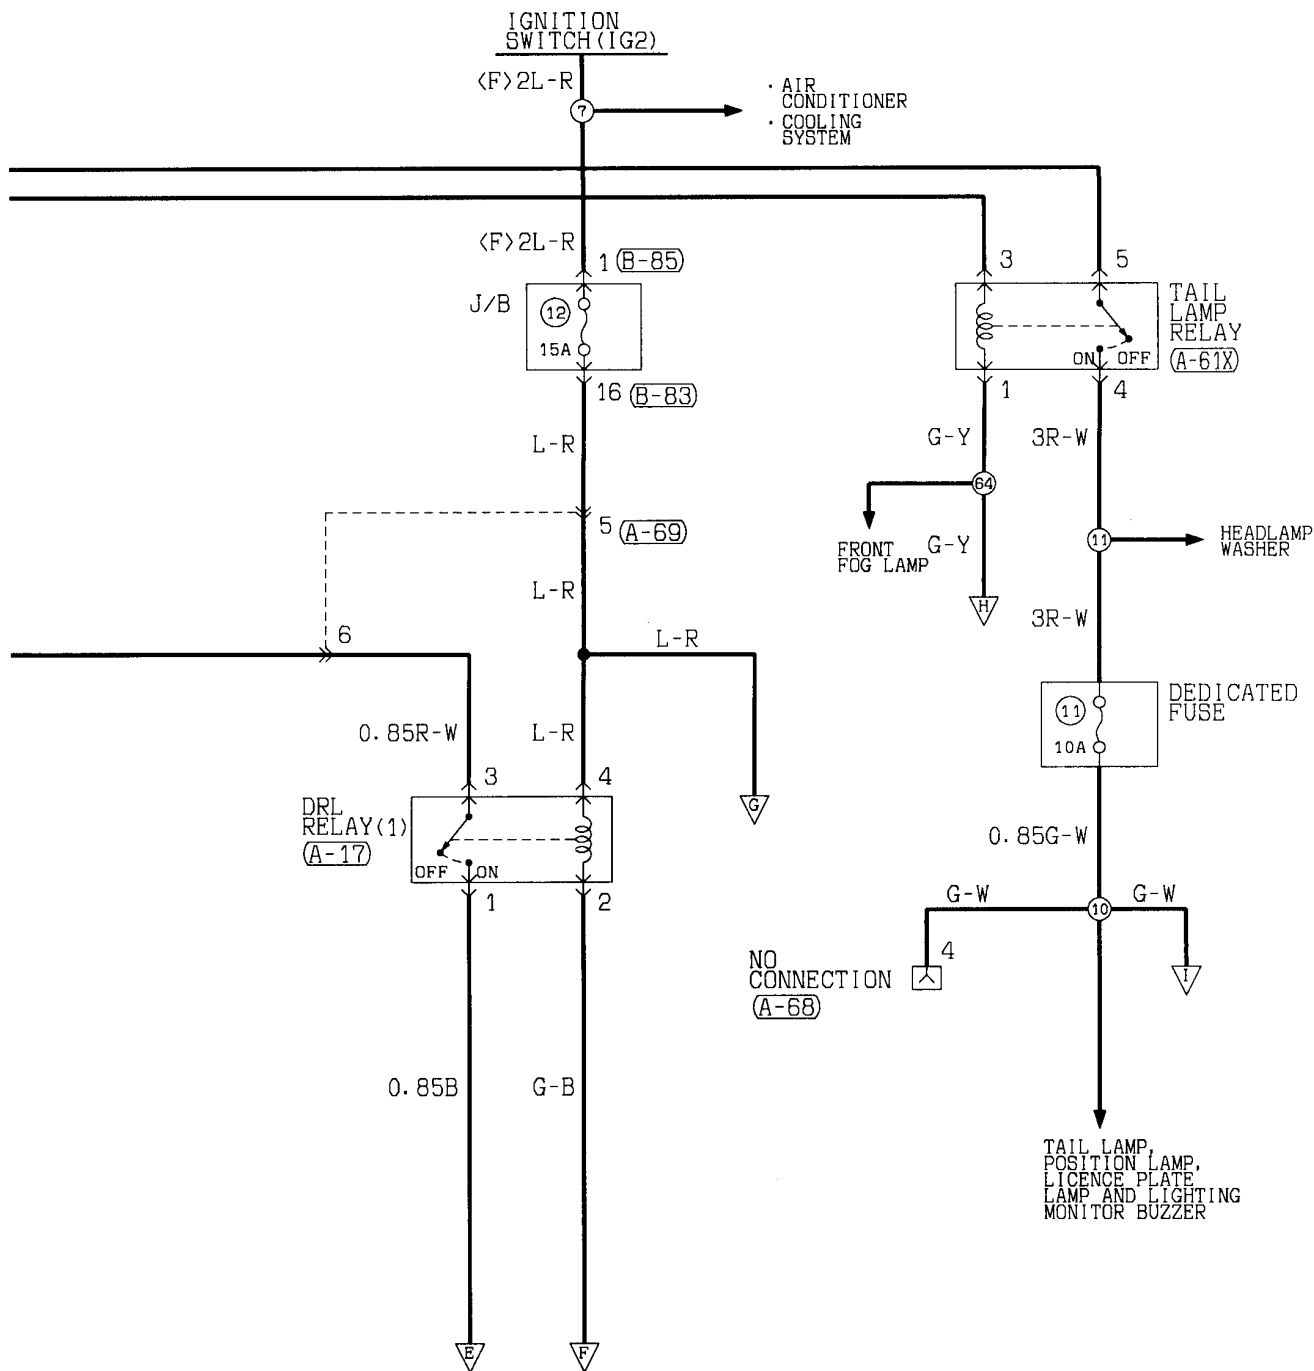 IGNITION
SWITCH(IG2)
<F>2L-R
7
· AIR
CONDITIONER
· COOLING
SYSTEM
<F>2L-R
1 (B-85)
3
5
J/B
12
15A
TAIL
LAMP
RELAY
(A-61X)
ON OFF
16 (B-83)
1
4
L-R
G-Y
3R-W
64
5 (A-69)
FRONT
FOG LAMP
G-Y
11
HEADLAMP
WASHER
H
L-R
3R-W
6
L-R
0.85R-W
L-R
11
10A
DEDICATED
FUSE
3
4
DRL
RELAY(1)
(A-17)
OFF ON
G
0.85G-W
1
2
G-W
10
G-W
NO
CONNECTION
(A-68)
4
I
0.85B
G-B
TAIL LAMP,
POSITION LAMP,
LICENCE PLATE
LAMP AND LIGHTING
MONITOR BUZZER
E
F